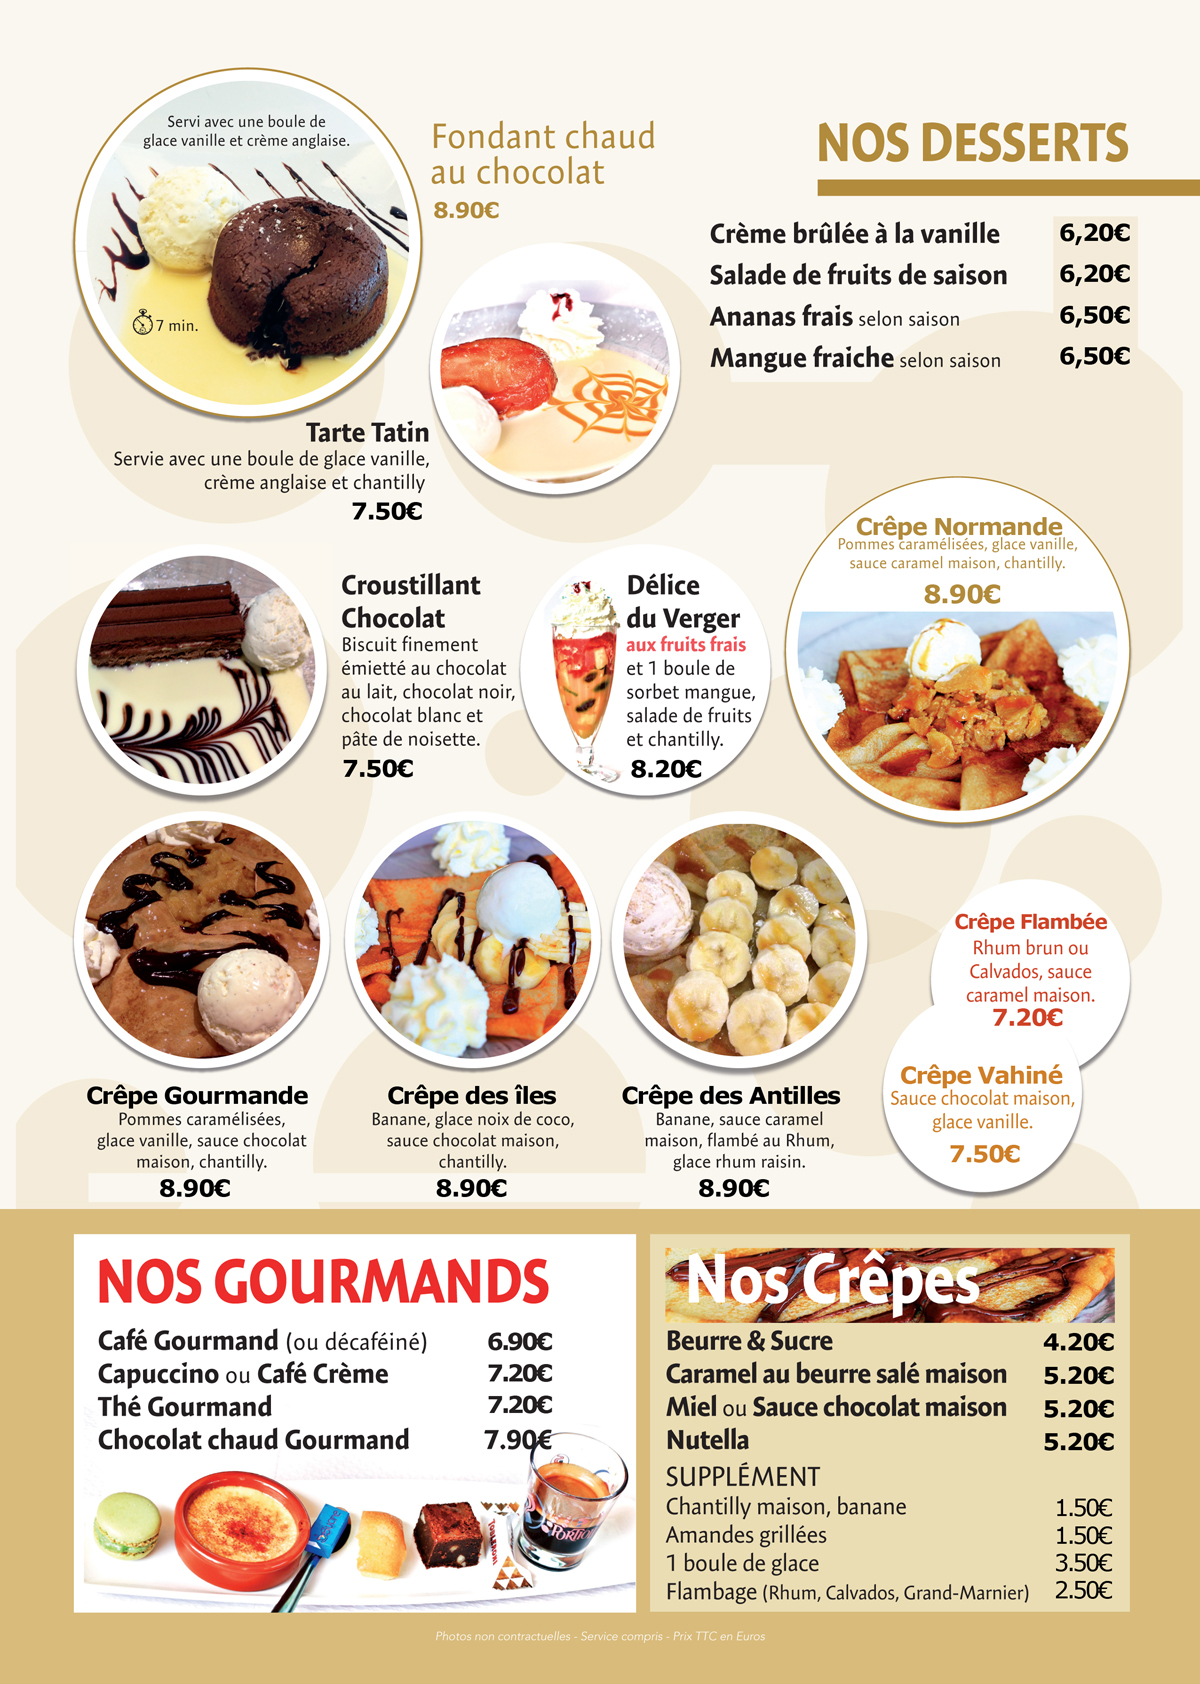 Servi avec une boule de
glace vanille et crème anglaise.
7 min.
Fondant chaud
au chocolat
8.90€
NOS DESSERTS
Crème brûlée à la vanille 6,20€
Salade de fruits de saison 6,20€
Ananas frais selon saison 6,50€
Mangue fraiche selon saison 6,50€
Tarte Tatin
Servie avec une boule de glace vanille,
crème anglaise et chantilly
7.50€
Croustillant
Chocolat
Biscuit finement
émietté au chocolat
au lait, chocolat noir,
chocolat blanc et
pâte de noisette.
7.50€
Délice
du Verger
aux fruits frais
et 1 boule de
sorbet mangue,
salade de fruits
et chantilly.
8.20€
Crêpe Normande
Pommes caramélisées, glace vanille,
sauce caramel maison, chantilly.
8.90€
Crêpe Gourmande
Pommes caramélisées,
glace vanille, sauce chocolat
maison, chantilly.
8.90€
Crêpe des îles
Banane, glace noix de coco,
sauce chocolat maison,
chantilly.
8.90€
Crêpe des Antilles
Banane, sauce caramel
maison, flambé au Rhum,
glace rhum raisin.
8.90€
Crêpe Flambée
Rhum brun ou
Calvados, sauce
caramel maison.
7.20€
Crêpe Vahiné
Sauce chocolat maison,
glace vanille.
7.50€
NOS GOURMANDS
Café Gourmand (ou décaféiné) 6.90€
Capuccino ou Café Crème 7.20€
Thé Gourmand 7.20€
Chocolat chaud Gourmand 7.90€
Nos Crêpes
Beurre & Sucre 4.20€
Caramel au beurre salé maison 5.20€
Miel ou Sauce chocolat maison 5.20€
Nutella 5.20€
SUPPLÉMENT
Chantilly maison, banane 1.50€
Amandes grillées 1.50€
1 boule de glace 3.50€
Flambage (Rhum, Calvados, Grand-Marnier) 2.50€
Photos non contractuelles - Service compris - Prix TTC en Euros